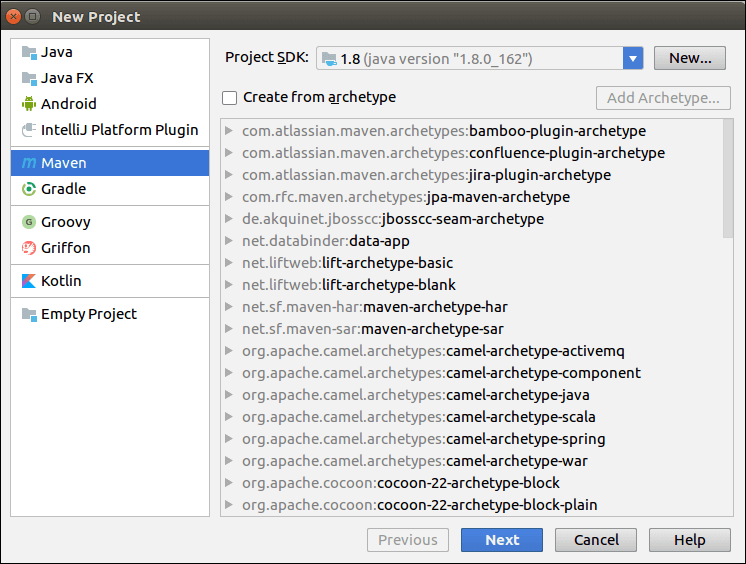 New Project
Java
Java FX
Android
IntelliJ Platform Plugin
Maven
Gradle
G Groovy
Griffon
Kotlin
Empty Project
Project SDK: 1.8 (java version "1.8.0_162") New...
Create from archetype Add Archetype...
com.atlassian.maven.archetypes:bamboo-plugin-archetype
com.atlassian.maven.archetypes:confluence-plugin-archetype
com.atlassian.maven.archetypes:jira-plugin-archetype
com.rfc.maven.archetypes:jpa-maven-archetype
de.akquinet.jbosscc:jbosscc-seam-archetype
net.databinder:data-app
net.liftweb:lift-archetype-basic
net.liftweb:lift-archetype-blank
net.sf.maven-har:maven-archetype-har
net.sf.maven-sar:maven-archetype-sar
org.apache.camel.archetypes:camel-archetype-activemq
org.apache.camel.archetypes:camel-archetype-component
org.apache.camel.archetypes:camel-archetype-java
org.apache.camel.archetypes:camel-archetype-scala
org.apache.camel.archetypes:camel-archetype-spring
org.apache.camel.archetypes:camel-archetype-war
org.apache.cocoon:cocoon-22-archetype-block
org.apache.cocoon:cocoon-22-archetype-block-plain
Previous Next Cancel Help